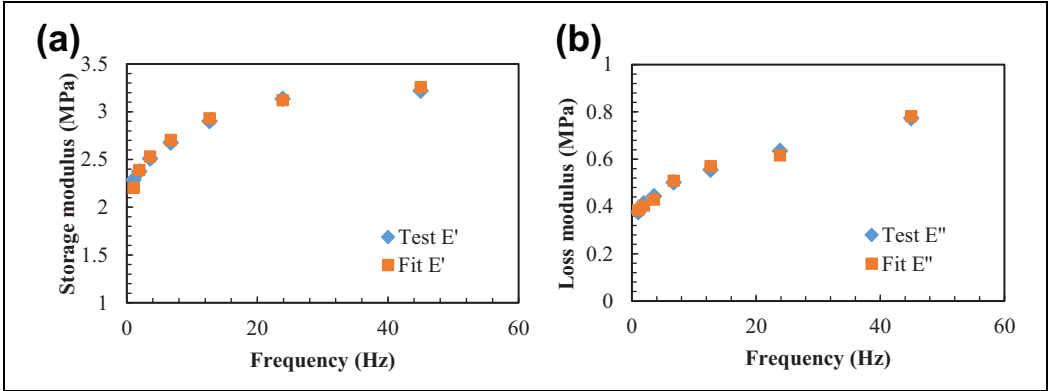 (a)
Storage modulus (MPa)
3.5
3
2.5
2
1.5
1
Test E'
Fit E'
0
20
40
60
Frequency (Hz)
(b)
Loss modulus (MPa)
1
0.8
0.6
0.4
0.2
0
Test E"
Fit E"
0
20
40
60
Frequency (Hz)